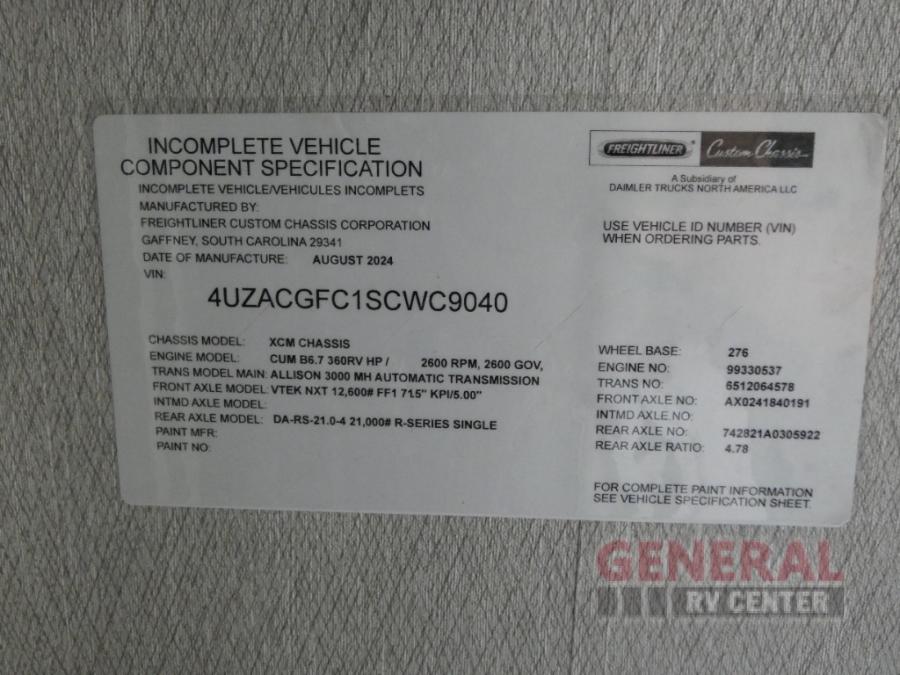 INCOMPLETE VEHICLE
COMPONENT SPECIFICATION
INCOMPLETE VEHICLE/VEHICULES INCOMPLETS
MANUFACTURED BY:
FREIGHTLINER CUSTOM CHASSIS CORPORATION
GAFFNEY, SOUTH CAROLINA 29341
DATE OF MANUFACTURE: AUGUST 2024
VIN:
4UZACGFC1SCWC9040
FREIGHTLINER Custom Chassis
A Subsidiary of
DAIMLER TRUCKS NORTH AMERICA LLC
USE VEHICLE ID NUMBER (VIN)
WHEN ORDERING PARTS.
CHASSIS MODEL: XCM CHASSIS
ENGINE MODEL: CUM B6.7 360RV HP / 2600 RPM, 2600 GOV,
TRANS MODEL MAIN: ALLISON 3000 MH AUTOMATIC TRANSMISSION
FRONT AXLE MODEL: VTEK NXT 12,600# FF1 71.5" KPI/5.00"
INTMD AXLE MODEL:
REAR AXLE MODEL: DA-RS-21.0-4 21,000# R-SERIES SINGLE
PAINT MFR:
PAINT NO:
WHEEL BASE: 276
ENGINE NO: 99330537
TRANS NO: 6512064578
FRONT AXLE NO: AX0241840191
INTMD AXLE NO:
REAR AXLE NO: 742821A0305922
REAR AXLE RATIO: 4.78
FOR COMPLETE PAINT INFORMATION
SEE VEHICLE SPECIFICATION SHEET.
GENERAL
RV CENTER